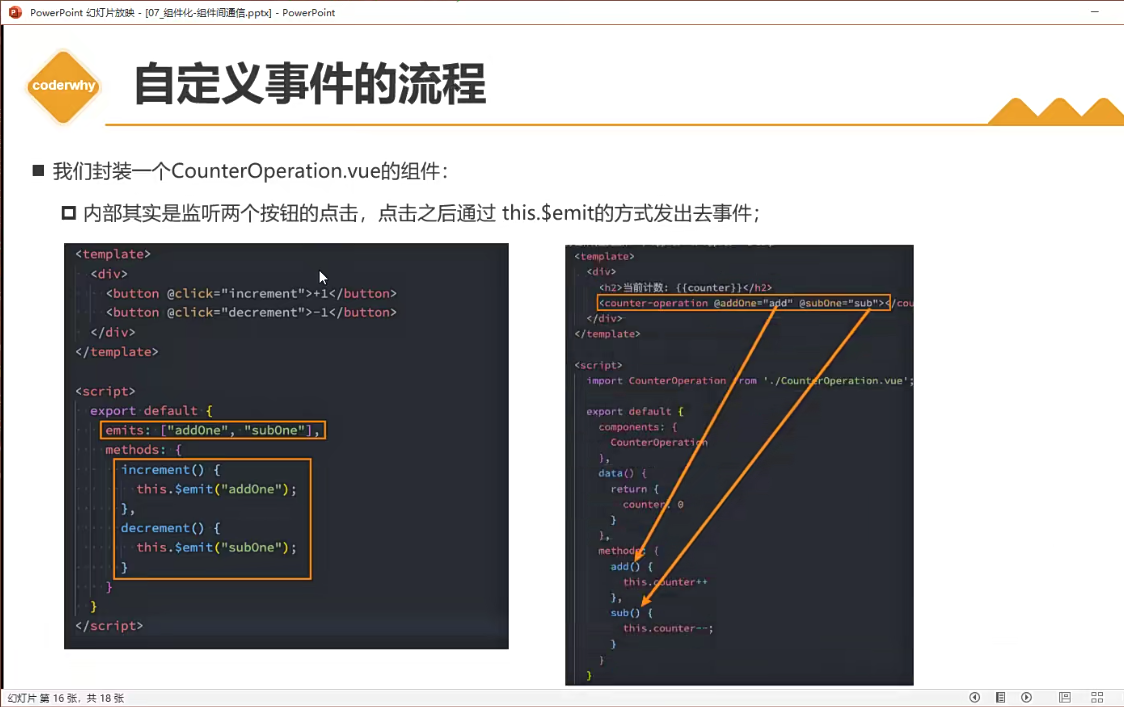 PowerPoint 幻灯片放映 - [07_组件化-组件间通信.pptx] - PowerPoint
coderwhy
自定义事件的流程
我们封装一个CounterOperation.vue的组件：
内部其实是监听两个按钮的点击，点击之后通过 this.$emit的方式发出去事件；
<template>
<div>
<button @click="increment">+1</button>
<button @click="decrement">-1</button>
</div>
</template>
<script>
export default {
emits: ["addOne", "subOne"],
methods: {
increment() {
this.$emit("addOne");
},
decrement() {
this.$emit("subOne");
}
}
}
</script>
<template>
<div>
<h2>当前计数: {{counter}}</h2>
<counter-operation @addOne="add" @subOne="sub"></cou
</div>
</template>
<script>
import CounterOperation from './CounterOperation.vue';
export default {
components: {
CounterOperation
},
data() {
return {
counter: 0
}
},
methods: {
add() {
this.counter++
},
sub() {
this.counter--;
}
}
}
幻灯片 第 16 张，共 18 张